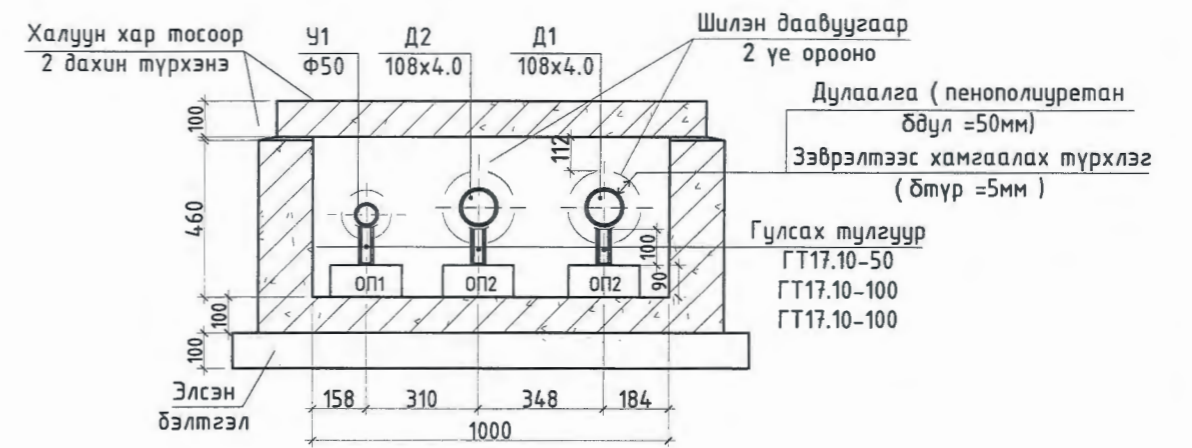 Халуун хар тосоор
2 дахин түрхэнэ
У1
Ф50
Д2
108х4.0
Д1
108х4.0
Шилэн даавуугаар
2 үе орооно
Дулаалга ( пенополиуретан
δдул =50мм)
Зэврэлтээс хамгаалах түрхлэг
( δтүр =5мм )
100
112
460
Гулсах тулгуур
ГТ17.10-50
ГТ17.10-100
ГТ17.10-100
100
90
ОП1
ОП2
ОП2
100
100
Элсэн
бэлтгэл
158
310
348
184
1000